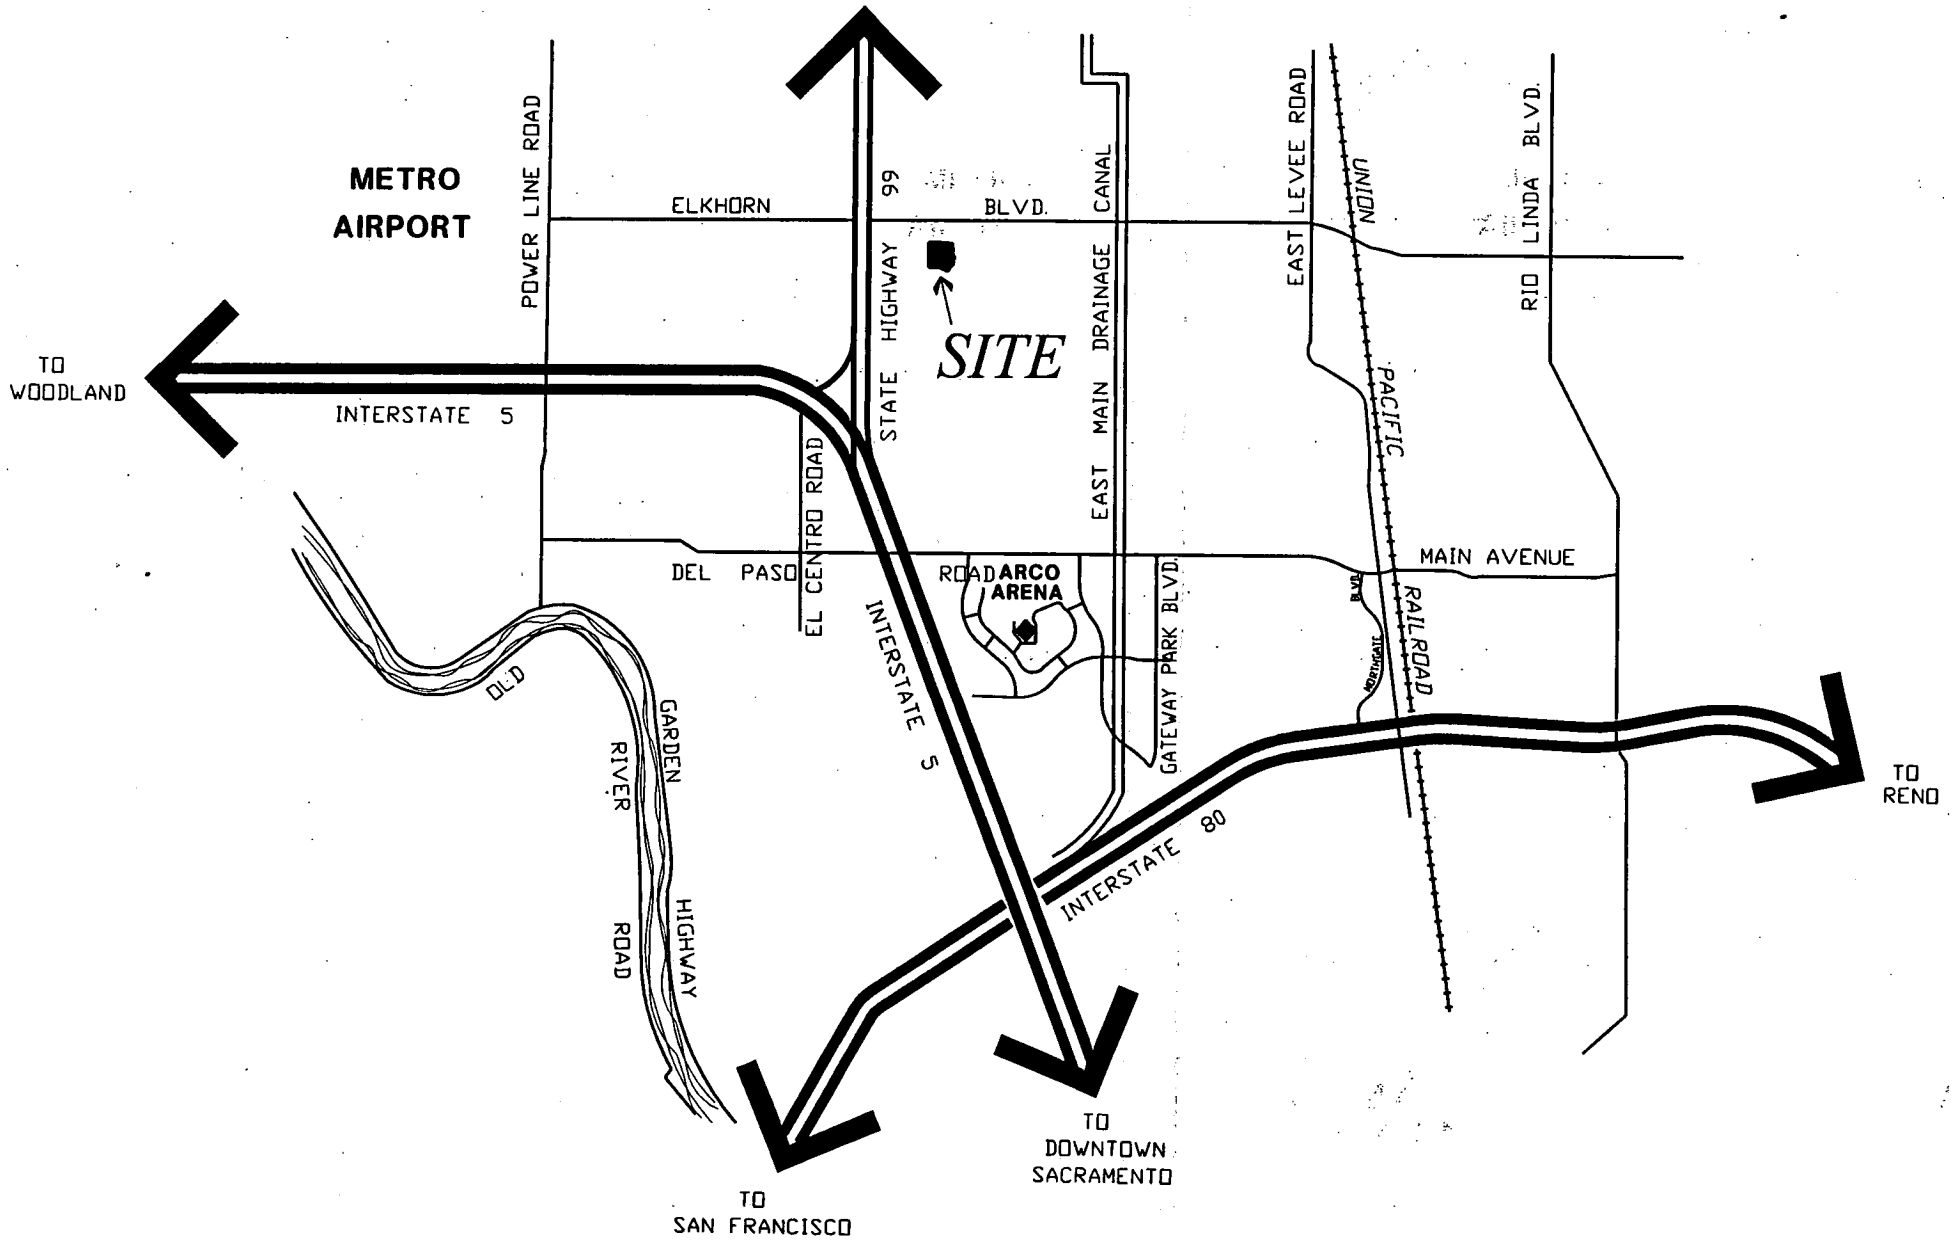 METRO
AIRPORT
POWER LINE ROAD
ELKHORN BLVD.
STATE HIGHWAY 99
EAST MAIN DRAINAGE CANAL
EAST LEVEE ROAD
UNION PACIFIC RAILROAD
RIO LINDA BLVD.
SITE
TO
WOODLAND
INTERSTATE 5
EL CENTRO ROAD
DEL PASO ROAD
MAIN AVENUE
ARCO
ARENA
GATEWAY PARK BLVD.
NORTHGATE BLVD.
INTERSTATE 5
OLD
GARDEN HIGHWAY
RIVER ROAD
INTERSTATE 80
TO
RENO
TO
DOWNTOWN
SACRAMENTO
TO
SAN FRANCISCO